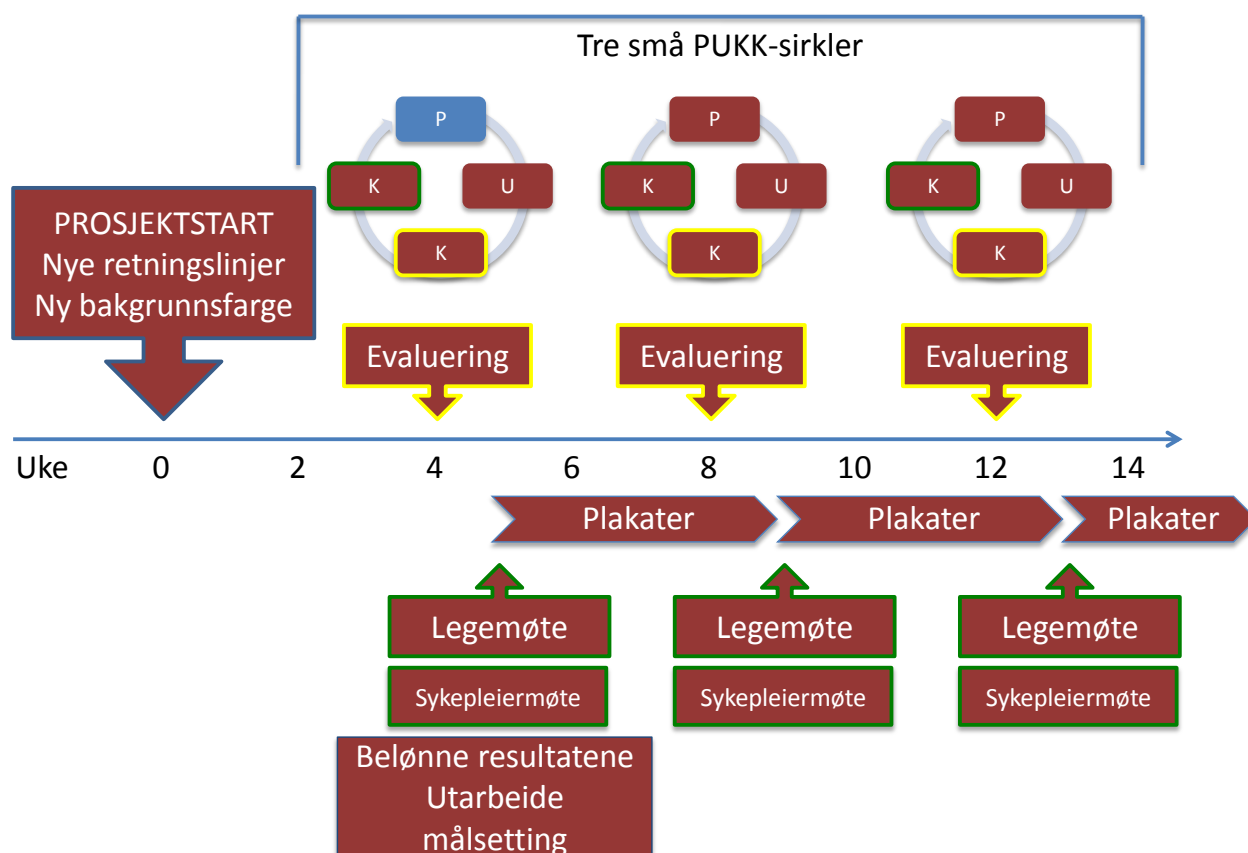 Tre små PUKK-sirkler
P
P
P
K
U
K
U
K
U
K
K
K
PROSJEKTSTART
Nye retningslinjer
Ny bakgrunnsfarge
Evaluering
Evaluering
Evaluering
Uke 0 2 4 6 8 10 12 14
Plakater
Plakater
Plakater
Legemøte
Legemøte
Legemøte
Sykepleiermøte
Sykepleiermøte
Sykepleiermøte
Belønne resultatene
Utarbeide
målsetting